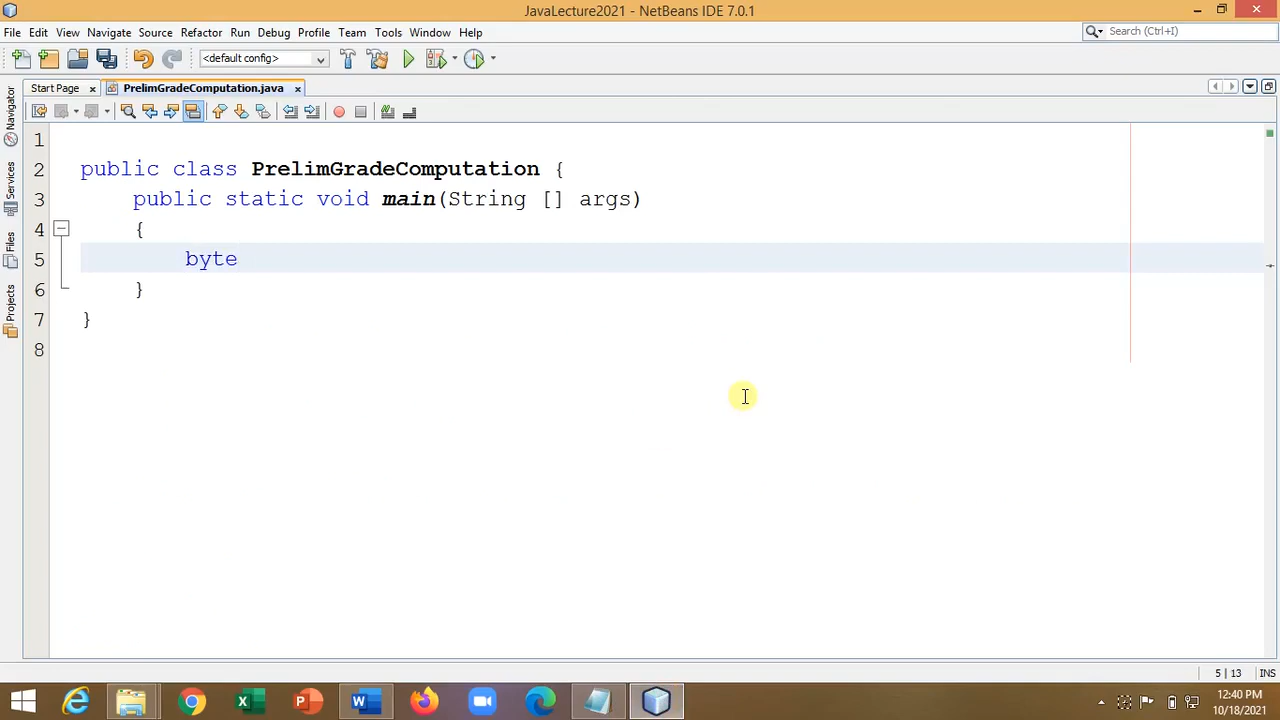 JavaLecture2021 - NetBeans IDE 7.0.1
File Edit View Navigate Source Refactor Run Debug Profile Team Tools Window Help
Search (Ctrl+I)
<default config>
Start Page
PrelimGradeComputation.java
Navigator
Services
Files
Projects
1
2 public class PrelimGradeComputation {
3 public static void main(String [] args)
4 {
5 byte
6 }
7 }
8
5 | 13 INS
12:40 PM
10/18/2021